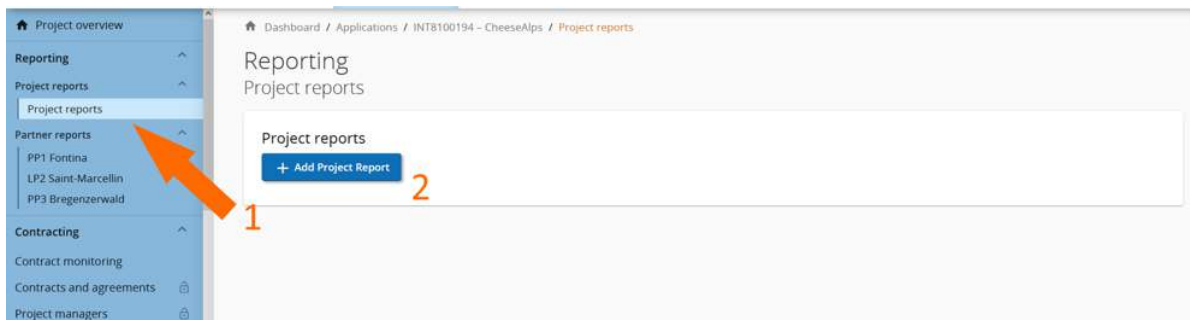 Project overview
Reporting
Project reports
Project reports
Partner reports
PP1 Fontina
LP2 Saint-Marcellin
PP3 Bregenzerwald
Contracting
Contract monitoring
Contracts and agreements
Project managers
Dashboard / Applications / INT8100194 – CheeseAlps / Project reports
Reporting
Project reports
Project reports
+ Add Project Report
2
1